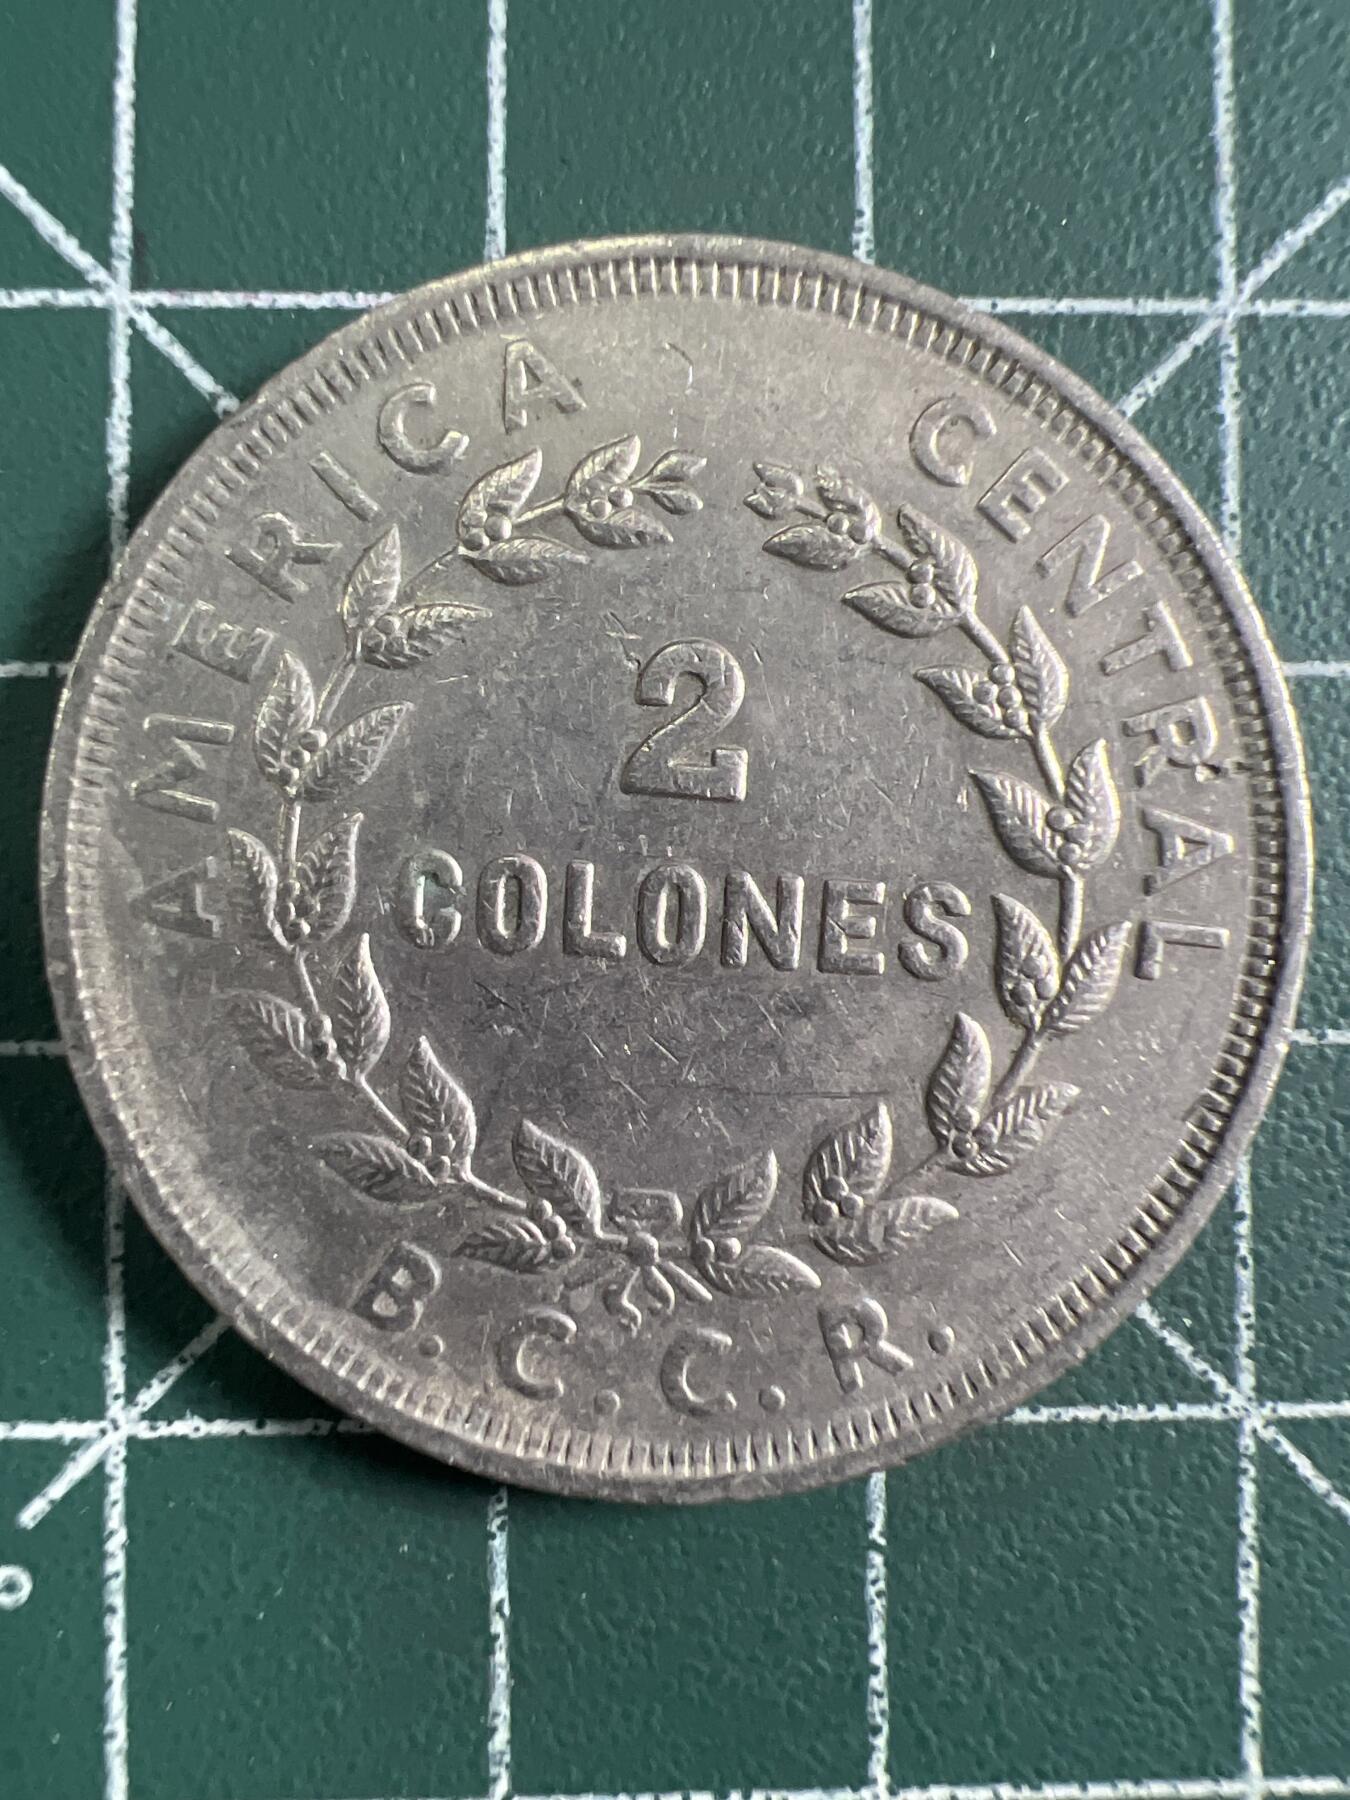 AMERICA CENTRAL
2
COLONES
B.C.C.R.